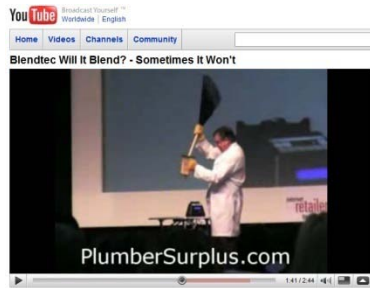 You Tube
Broadcast Yourself ™
Worldwide | English
Home Videos Channels Community
Blendtec Will It Blend? - Sometimes It Won't
retailer
PlumberSurplus.com
1:41 / 2:44